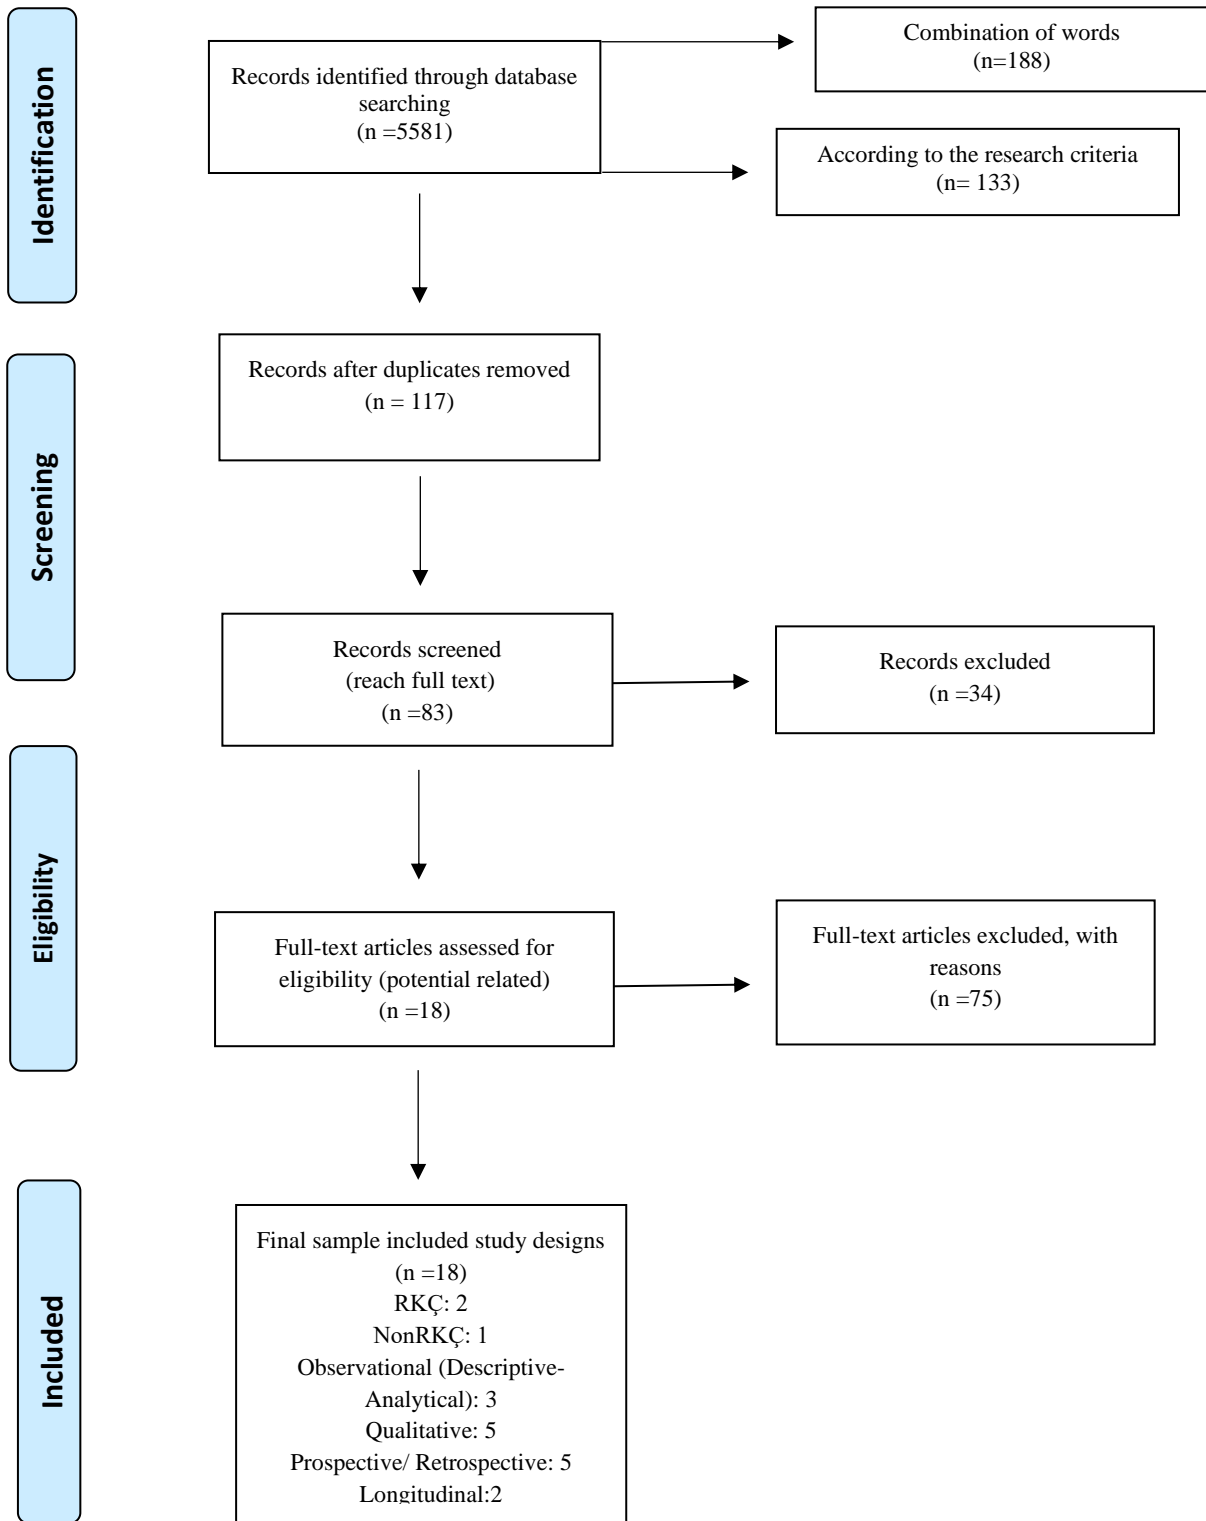 Identification
Records identified through database
searching
(n =5581)
Combination of words
(n=188)
According to the research criteria
(n= 133)
Screening
Records after duplicates removed
(n = 117)
Records screened
(reach full text)
(n =83)
Records excluded
(n =34)
Eligibility
Full-text articles assessed for
eligibility (potential related)
(n =18)
Full-text articles excluded, with
reasons
(n =75)
Included
Final sample included study designs
(n =18)
RKÇ: 2
NonRKÇ: 1
Observational (Descriptive-
Analytical): 3
Qualitative: 5
Prospective/ Retrospective: 5
Longitudinal:2